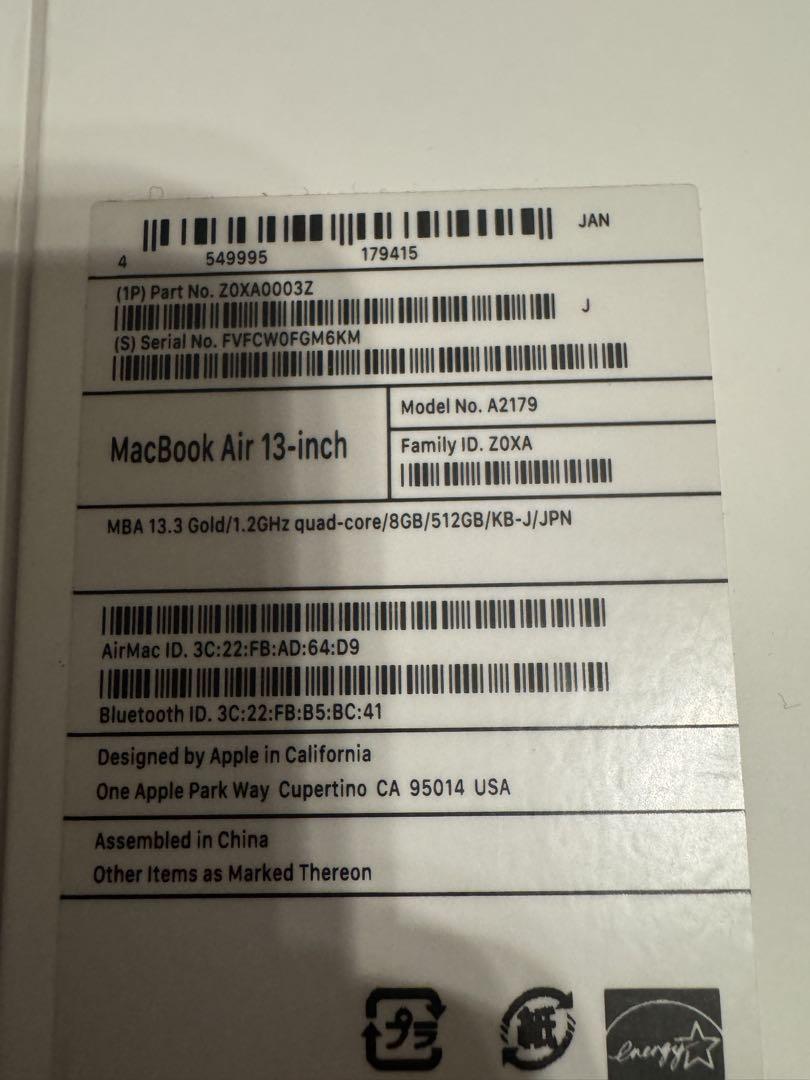 JAN
4 549995 179415
(1P) Part No. Z0XA0003Z
J
(S) Serial No. FVFCW0FGM6KM
MacBook Air 13-inch
Model No. A2179
Family ID. Z0XA
MBA 13.3 Gold/1.2GHz quad-core/8GB/512GB/KB-J/JPN
AirMac ID. 3C:22:FB:AD:64:D9
Bluetooth ID. 3C:22:FB:B5:BC:41
Designed by Apple in California
One Apple Park Way Cupertino CA 95014 USA
Assembled in China
Other Items as Marked Thereon
プラ
紙
energy